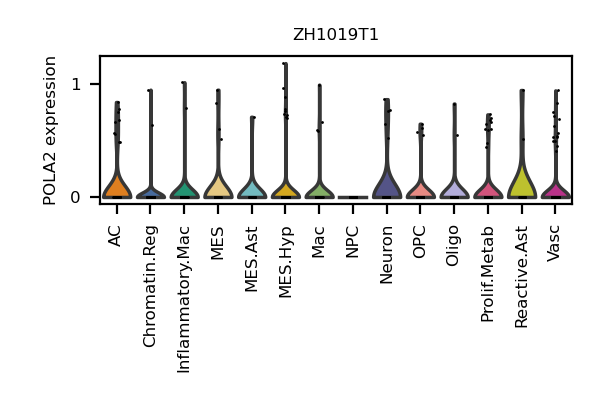 ZH1019T1
POLA2 expression
1
0
AC
Chromatin.Reg
Inflammatory.Mac
MES
MES.Ast
MES.Hyp
Mac
NPC
Neuron
OPC
Oligo
Prolif.Metab
Reactive.Ast
Vasc